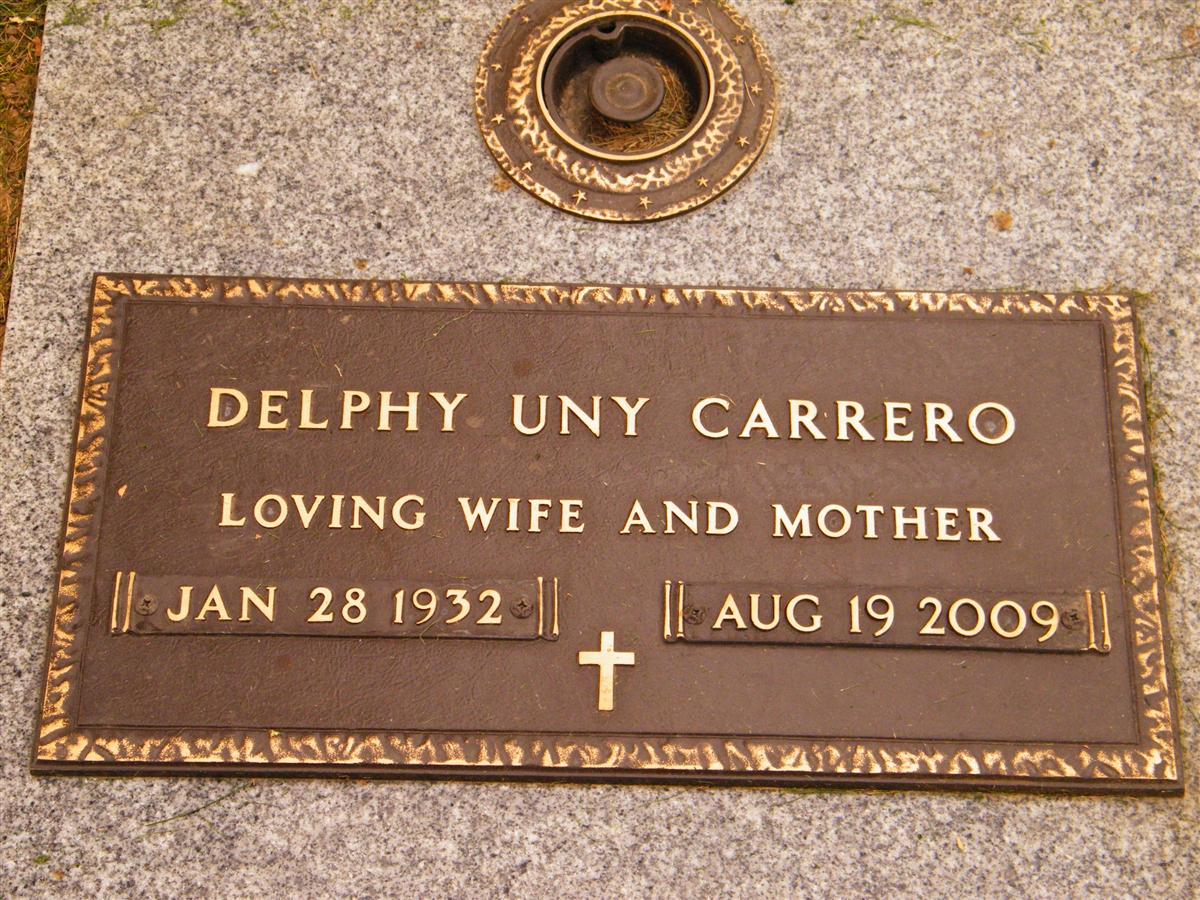 DELPHY UNY CARRERO
LOVING WIFE AND MOTHER
JAN 28 1932 AUG 19 2009